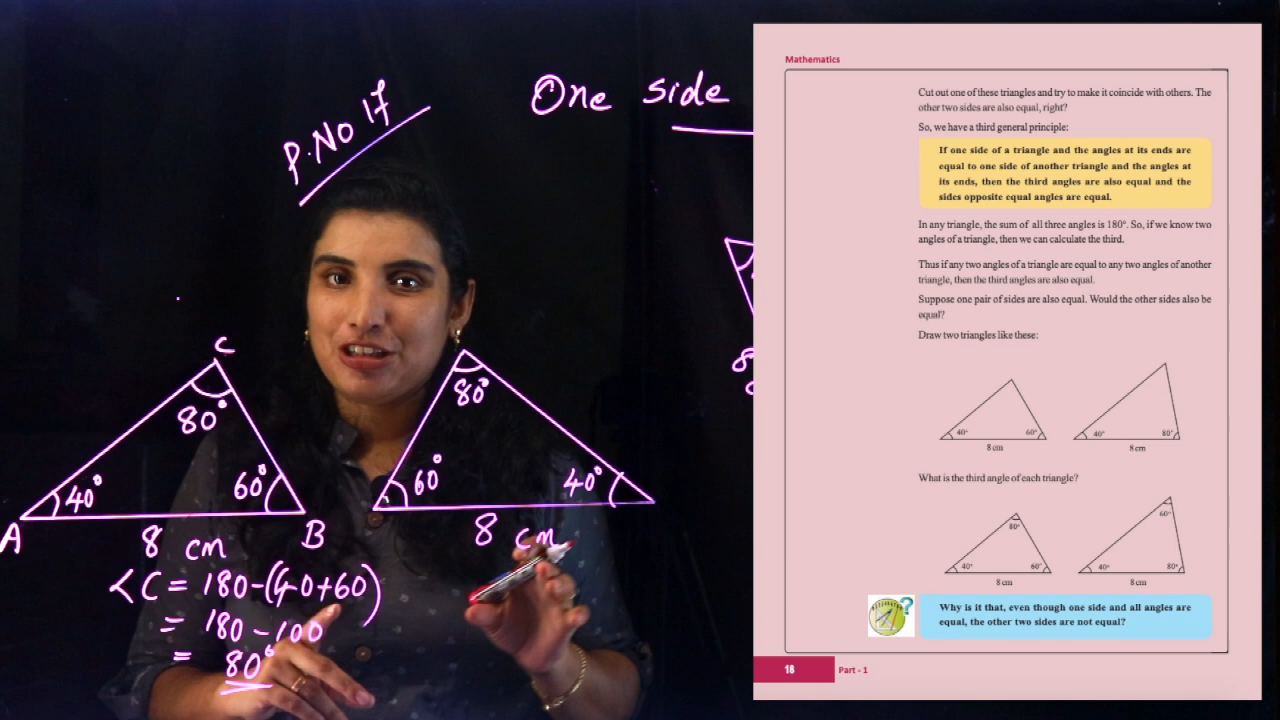 P.No 17
One side
C
80°
40°
60°
A
8 cm
B
<C = 180-(40+60)
= 180-100
= 80°
80°
60°
40°
8 cm
8
Mathematics
Cut out one of these triangles and try to make it coincide with others. The
other two sides are also equal, right?
So, we have a third general principle:
If one side of a triangle and the angles at its ends are
equal to one side of another triangle and the angles at
its ends, then the third angles are also equal and the
sides opposite equal angles are equal.
In any triangle, the sum of all three angles is 180°. So, if we know two
angles of a triangle, then we can calculate the third.
Thus if any two angles of a triangle are equal to any two angles of another
triangle, then the third angles are also equal.
Suppose one pair of sides are also equal. Would the other sides also be
equal?
Draw two triangles like these:
40° 60° 40° 80°
8 cm 8 cm
What is the third angle of each triangle?
80° 60°
40° 60° 40° 80°
8 cm 8 cm
Why is it that, even though one side and all angles are
equal, the other two sides are not equal?
18 Part - 1